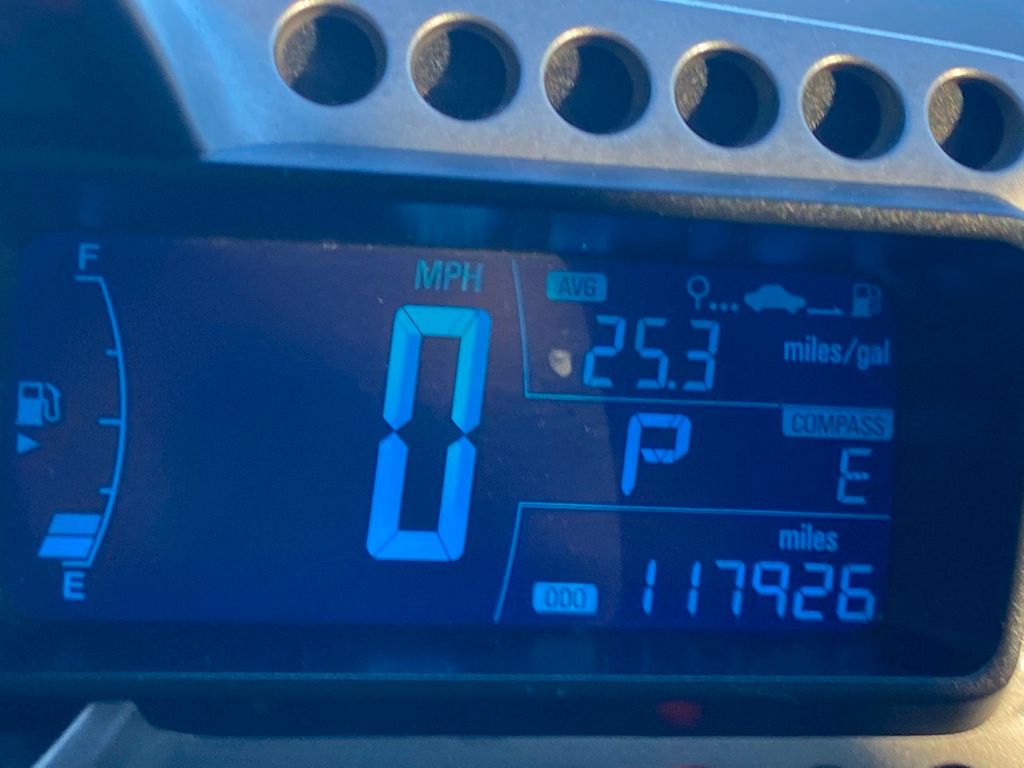 F
MPH
0
E
AVG
25.3
miles/gal
P
COMPASS
E
miles
ODO
117926